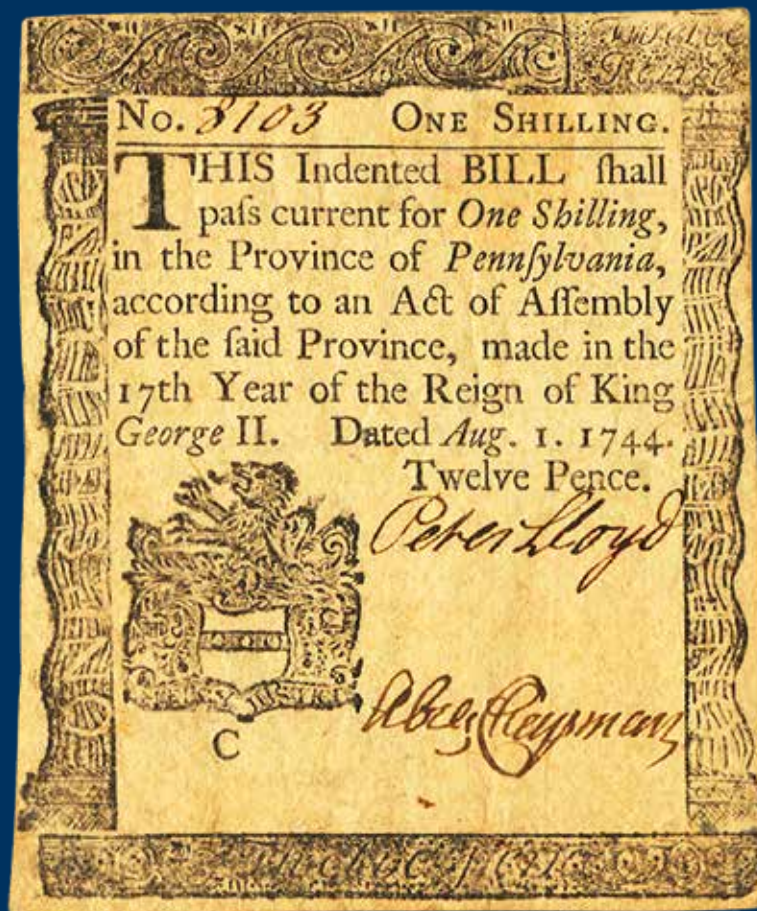 No. 8103 ONE SHILLING.
THIS Indented BILL ſhall
paſs current for One Shilling,
in the Province of Pennſylvania,
according to an Act of Aſſembly
of the ſaid Province, made in the
17th Year of the Reign of King
George II. Dated Aug. 1. 1744.
Twelve Pence.
Peter Lloyd
C